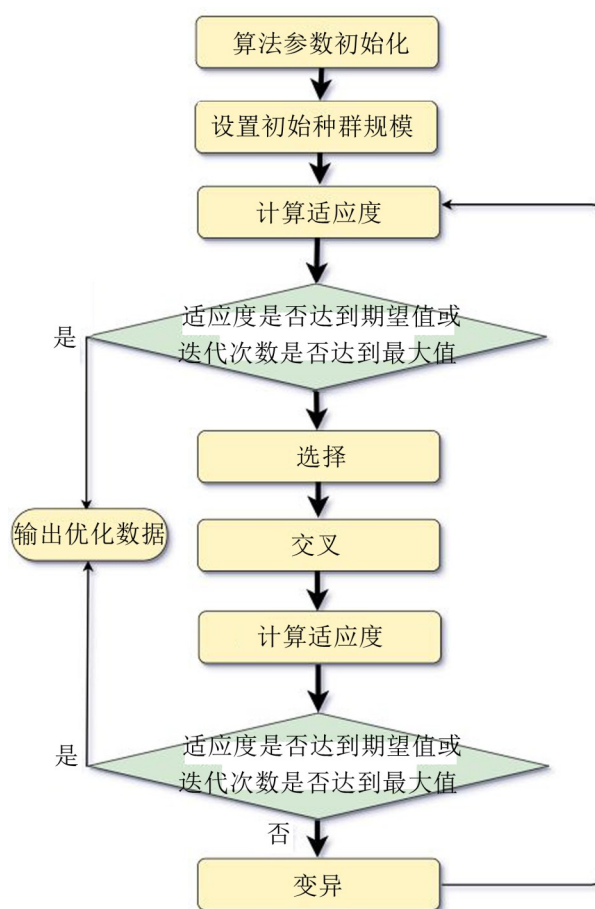 算法参数初始化
设置初始种群规模
计算适应度
适应度是否达到期望值或
迭代次数是否达到最大值
是
选择
输出优化数据
交叉
计算适应度
适应度是否达到期望值或
迭代次数是否达到最大值
是
否
变异